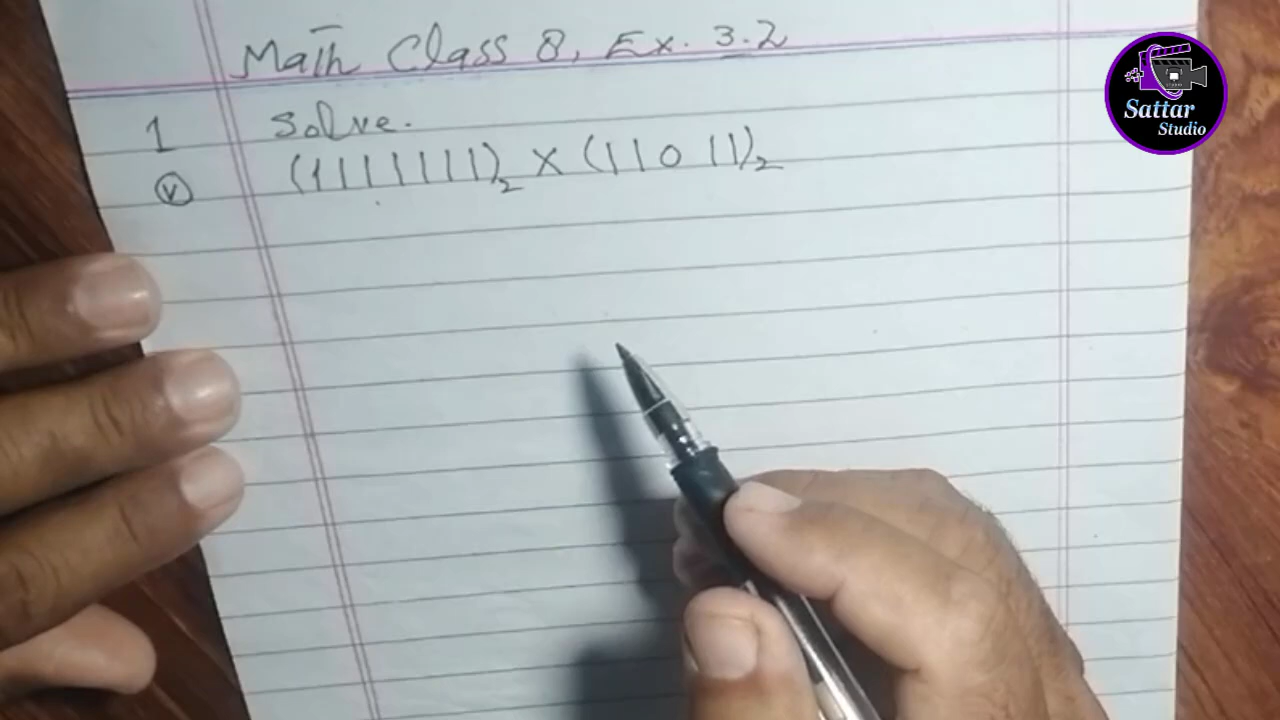 Math Class 8, Ex. 3.2
1 Solve.
(v) (1111111)₂ × (11011)₂
Sattar
Studio